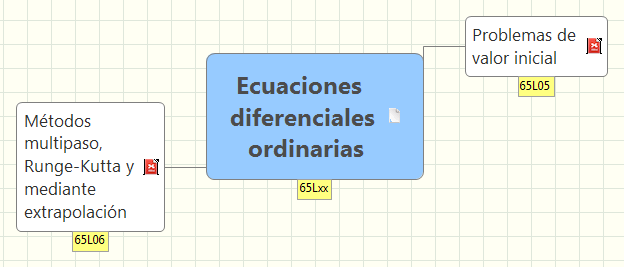 Problemas de
valor inicial
65L05
Ecuaciones
diferenciales
ordinarias
65Lxx
Métodos
multipaso,
Runge-Kutta y
mediante
extrapolación
65L06